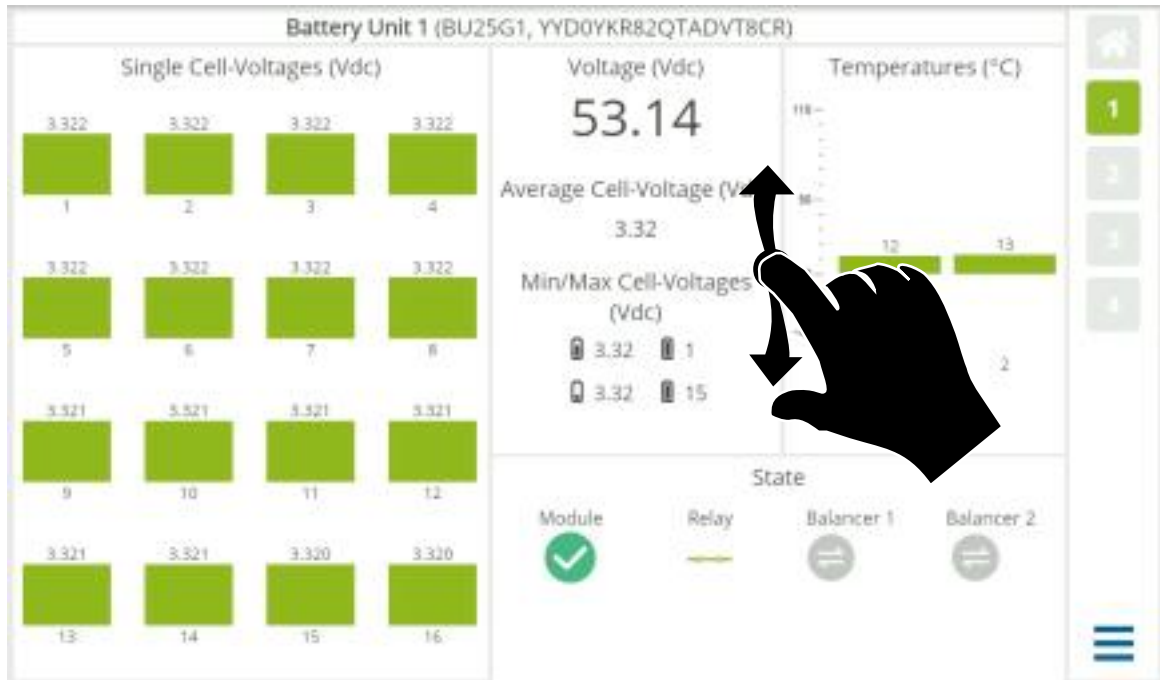 Battery Unit 1 (BU25G1, YYD0YKR82QTADVT8CR)
Single Cell-Voltages (Vdc)
3.322 3.322 3.322 3.322
1 2 3 4
3.322 3.322 3.322 3.322
5 6 7 8
3.321 3.321 3.321 3.321
9 10 11 12
3.321 3.321 3.320 3.320
13 14 15 16
Voltage (Vdc)
53.14
Average Cell-Voltage
3.32
Min/Max Cell-Voltages
(Vdc)
3.32 1
3.32 15
Temperatures (°C)
12 13
2
State
Module Relay Balancer 1 Balancer 2
1
2
3
4